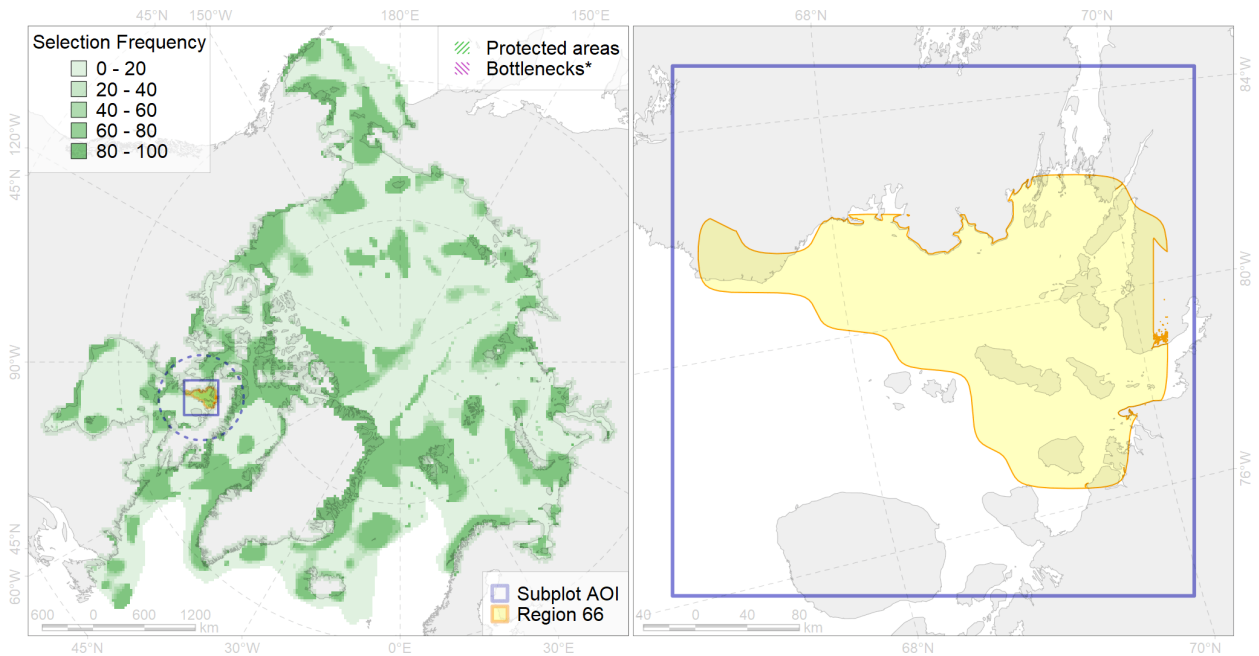 45°N 150°W 180°E 150°E 68°N 70°N
Selection Frequency
0 - 20
20 - 40
40 - 60
60 - 80
80 - 100
Protected areas
Bottlenecks*
120°W
45°N
90°W
45°N
60°W
84°W
80°W
76°W
Subplot AOI
Region 66
600 0 600 1200
km
40 0 40 80
km
45°N 30°W 0°E 30°E 68°N 70°N